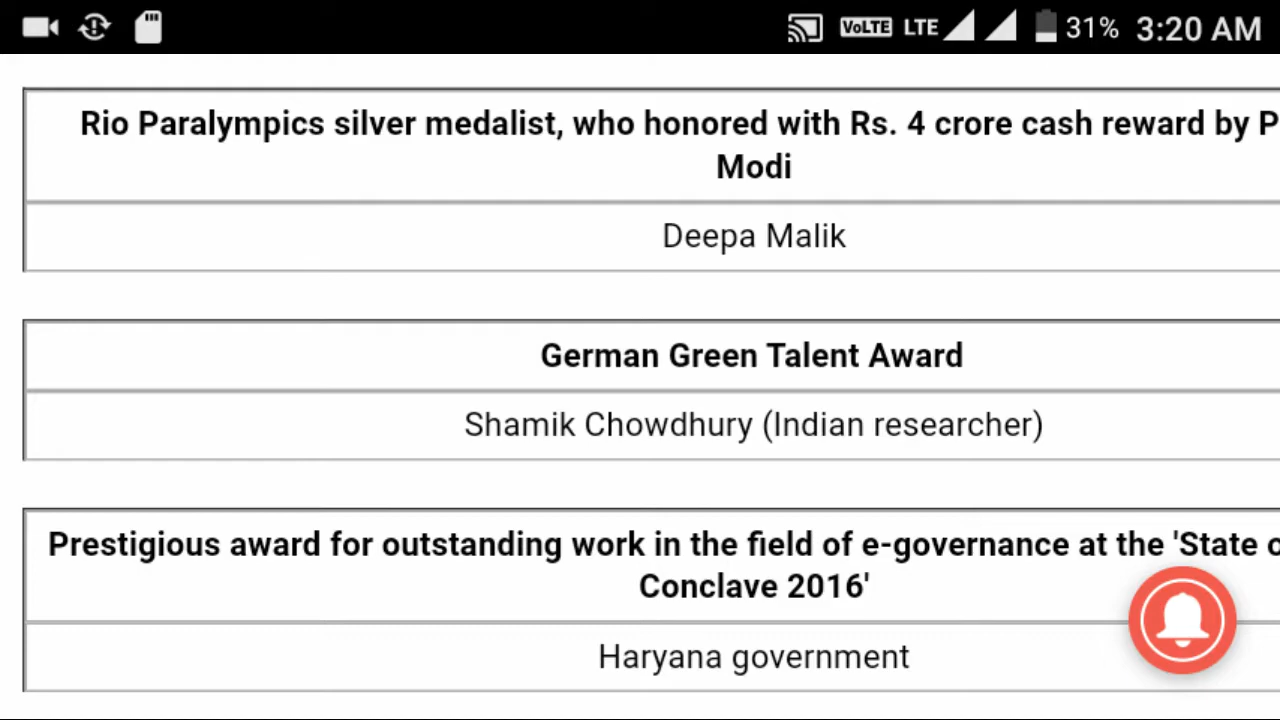 VoLTE LTE 31% 3:20 AM
Rio Paralympics silver medalist, who honored with Rs. 4 crore cash reward by P
Modi
Deepa Malik
German Green Talent Award
Shamik Chowdhury (Indian researcher)
Prestigious award for outstanding work in the field of e-governance at the 'State o
Conclave 2016'
Haryana government